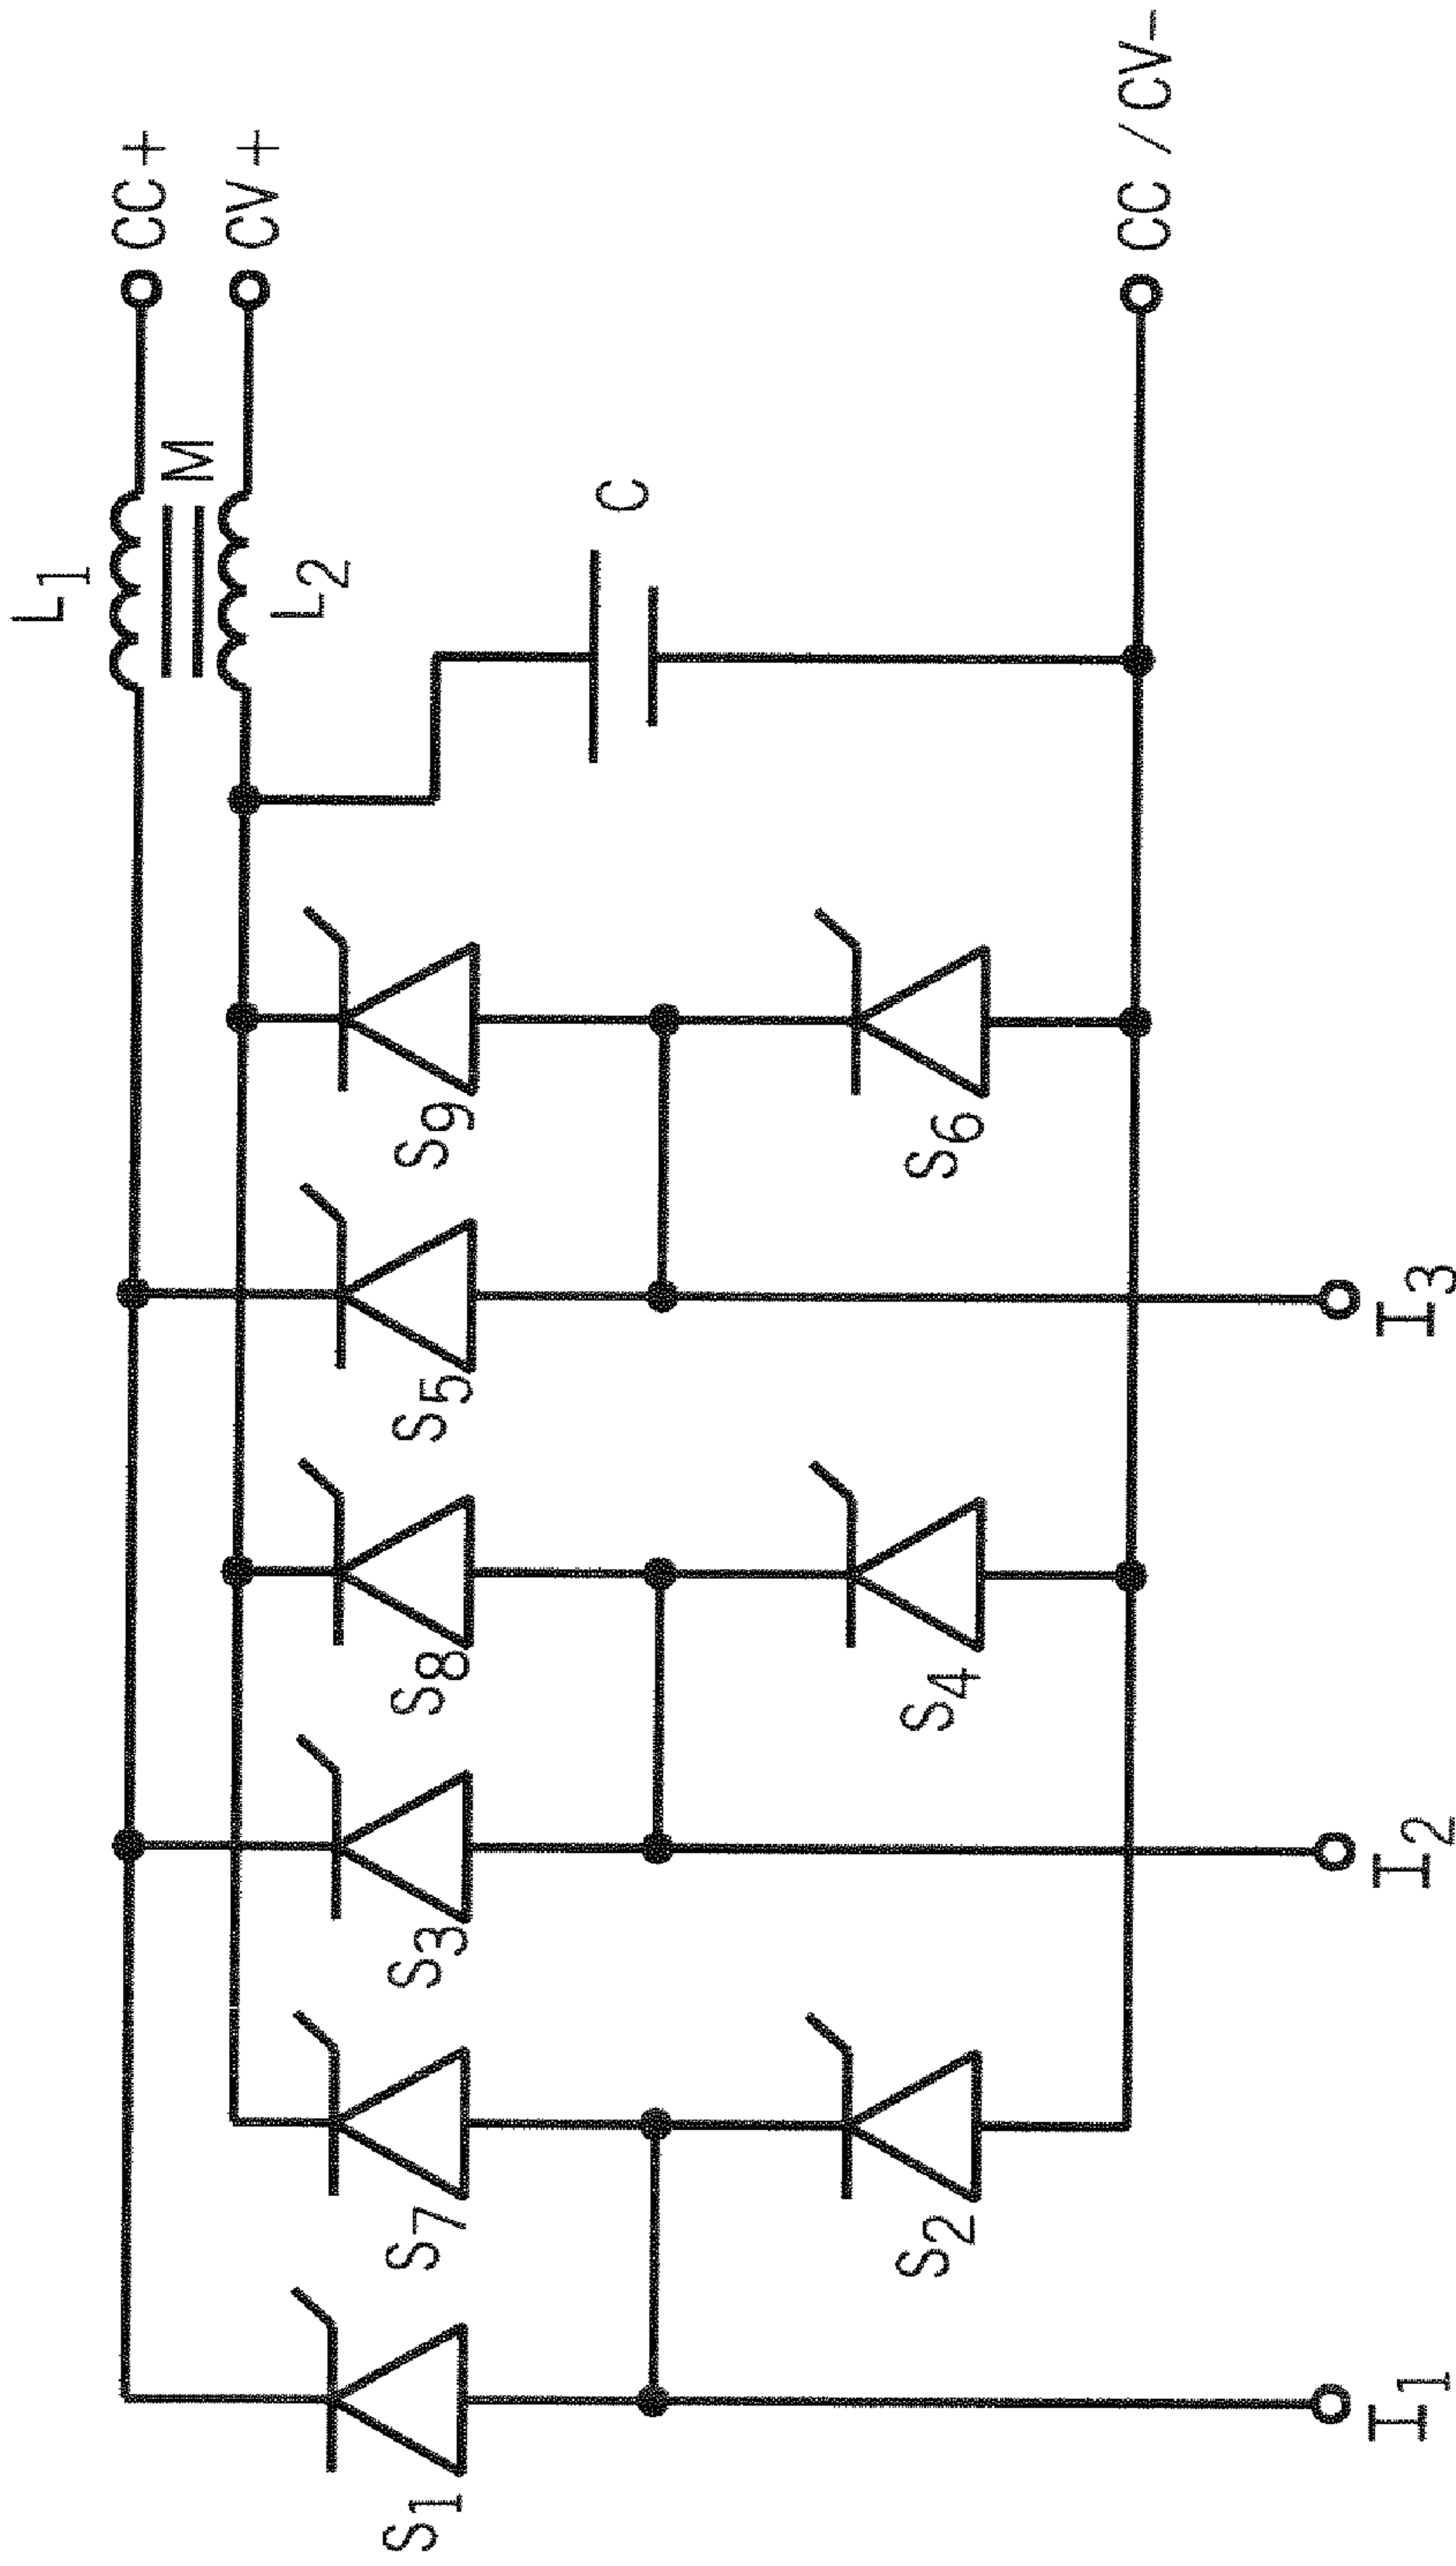 L1
M
L2
CC+
CV+
C
CC/CV-
S1
S7
S3
S8
S5
S9
S2
S4
S6
I1
I2
I3